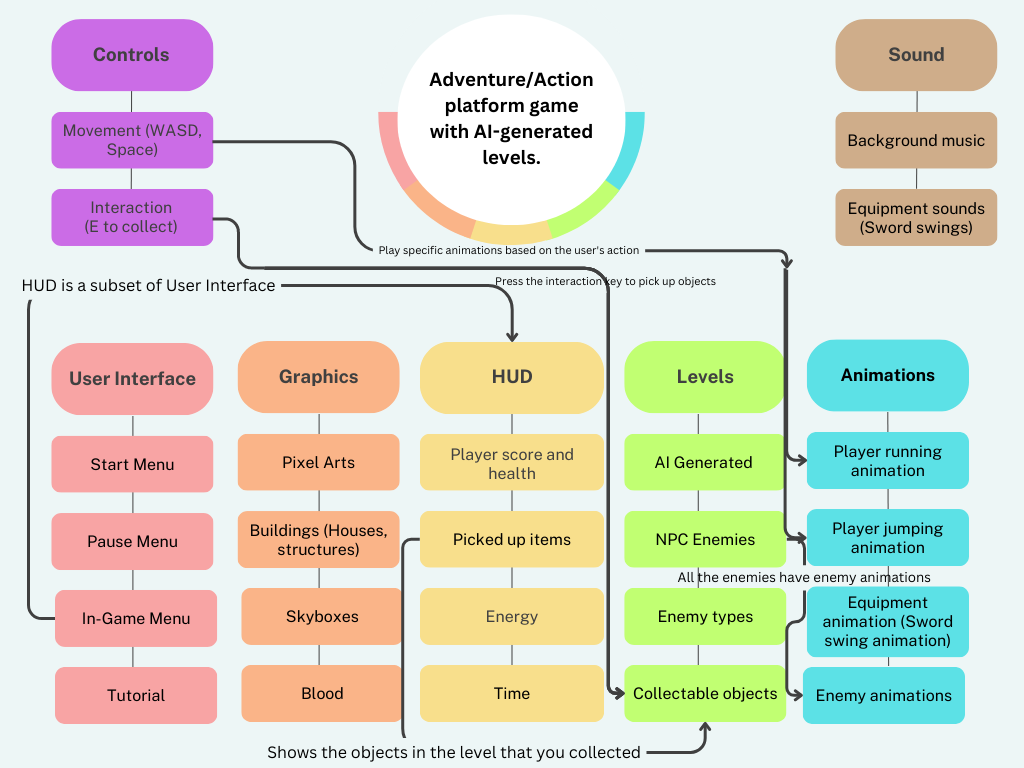 Controls
Movement (WASD,
Space)
Interaction
(E to collect)
Adventure/Action
platform game
with AI-generated
levels.
Sound
Background music
Equipment sounds
(Sword swings)
Play specific animations based on the user's action
Press the interaction key to pick up objects
HUD is a subset of User Interface
User Interface
Start Menu
Pause Menu
In-Game Menu
Tutorial
Graphics
Pixel Arts
Buildings (Houses,
structures)
Skyboxes
Blood
HUD
Player score and
health
Picked up items
Energy
Time
Levels
AI Generated
NPC Enemies
Enemy types
Collectable objects
Animations
Player running
animation
Player jumping
animation
All the enemies have enemy animations
Equipment
animation (Sword
swing animation)
Enemy animations
Shows the objects in the level that you collected